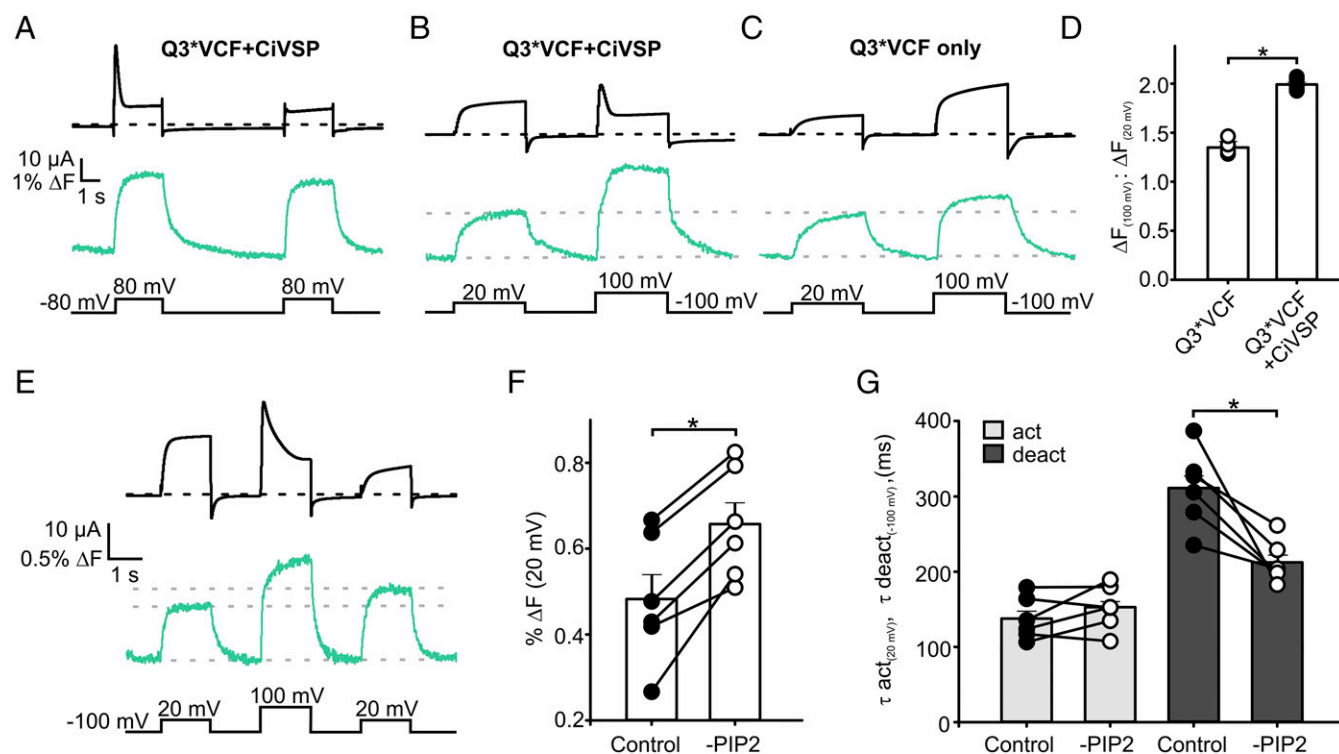 A
Q3*VCF+CiVSP
10 µA
1% ΔF
1 s
-80 mV
80 mV
80 mV
B
Q3*VCF+CiVSP
20 mV
100 mV
-100 mV
C
Q3*VCF only
20 mV
100 mV
-100 mV
D
ΔF(100 mV) : ΔF(20 mV)
2.0
1.5
1.0
0.5
0.0
*
Q3*VCF
Q3*VCF
+CiVSP
E
10 µA
0.5% ΔF
1 s
-100 mV
20 mV
100 mV
20 mV
F
% ΔF (20 mV)
0.8
0.6
0.4
0.2
*
Control
-PIP2
G
τ act(20 mV), τ deact(-100 mV),(ms)
400
300
200
100
0
act
deact
*
Control
-PIP2
Control
-PIP2